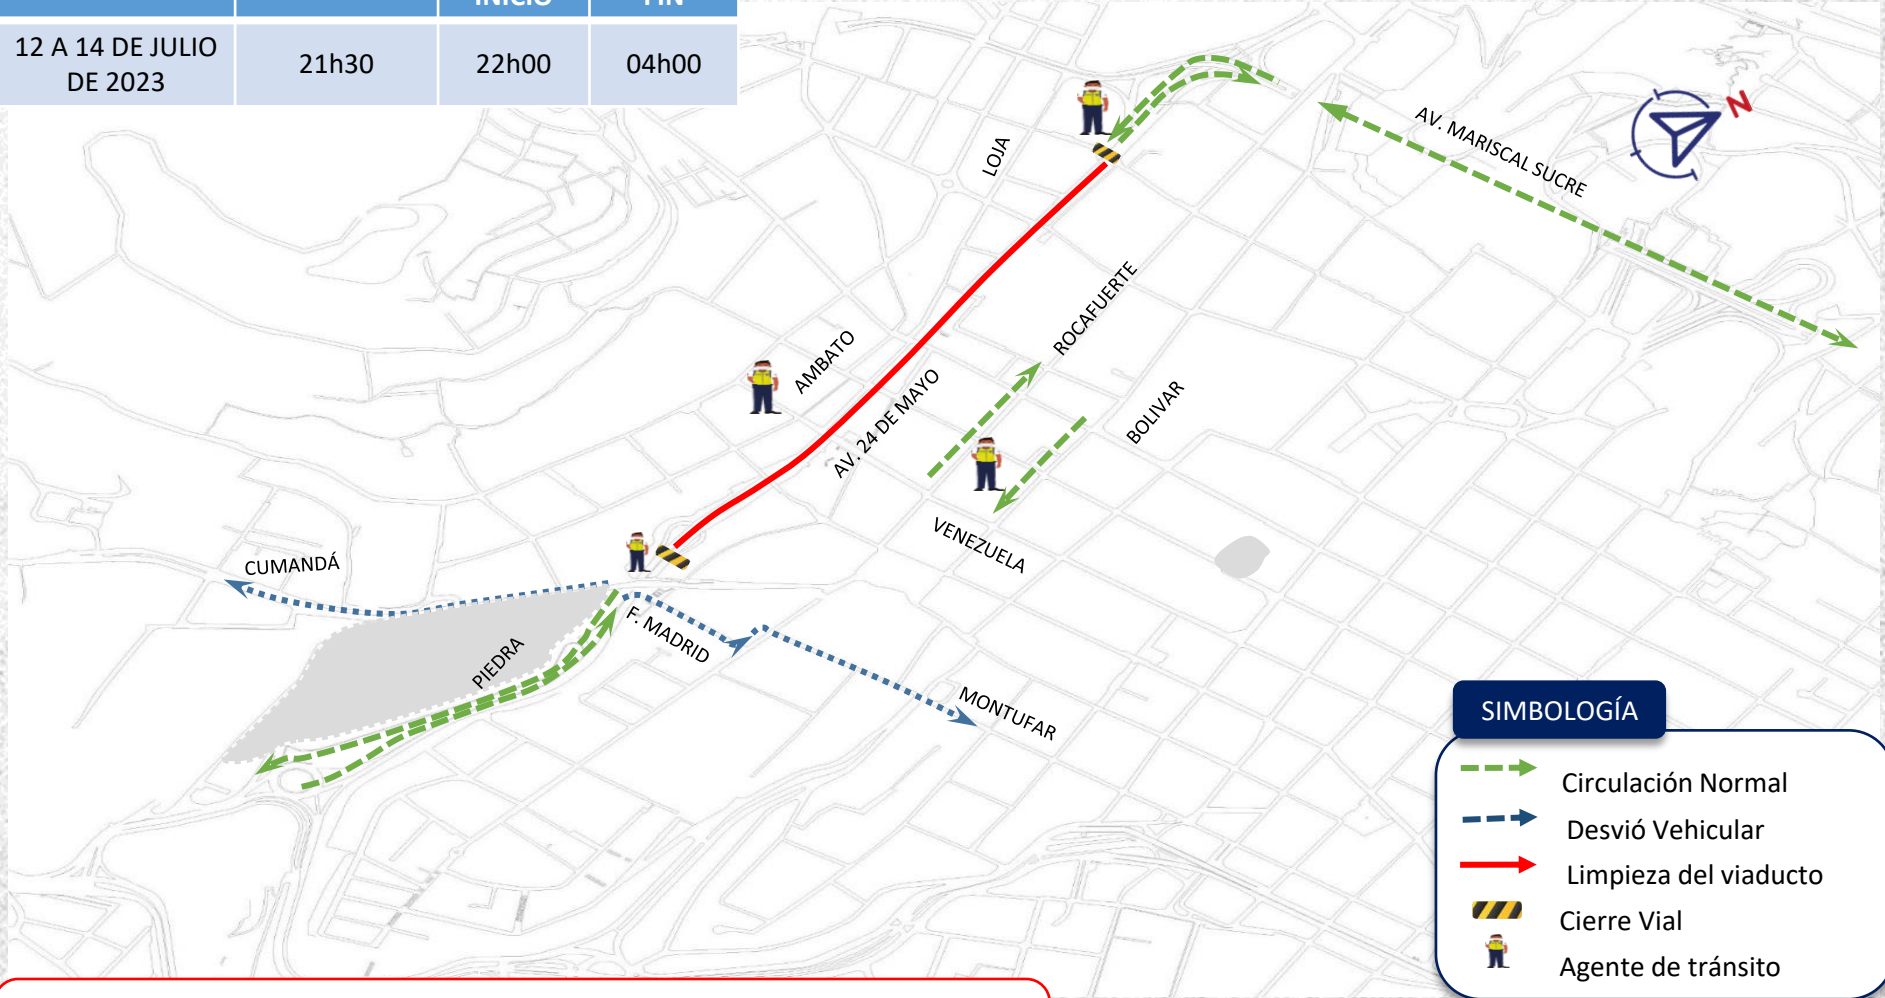 INICIO
FIN
12 A 14 DE JULIO
DE 2023
21h30
22h00
04h00
N
AV. MARISCAL SUCRE
LOJA
ROCAFUERTE
AMBATO
AV. 24 DE MAYO
BOLIVAR
VENEZUELA
CUMANDÁ
F. MADRID
PIEDRA
MONTUFAR
SIMBOLOGÍA
Circulación Normal
Desvió Vehicular
Limpieza del viaducto
Cierre Vial
Agente de tránsito